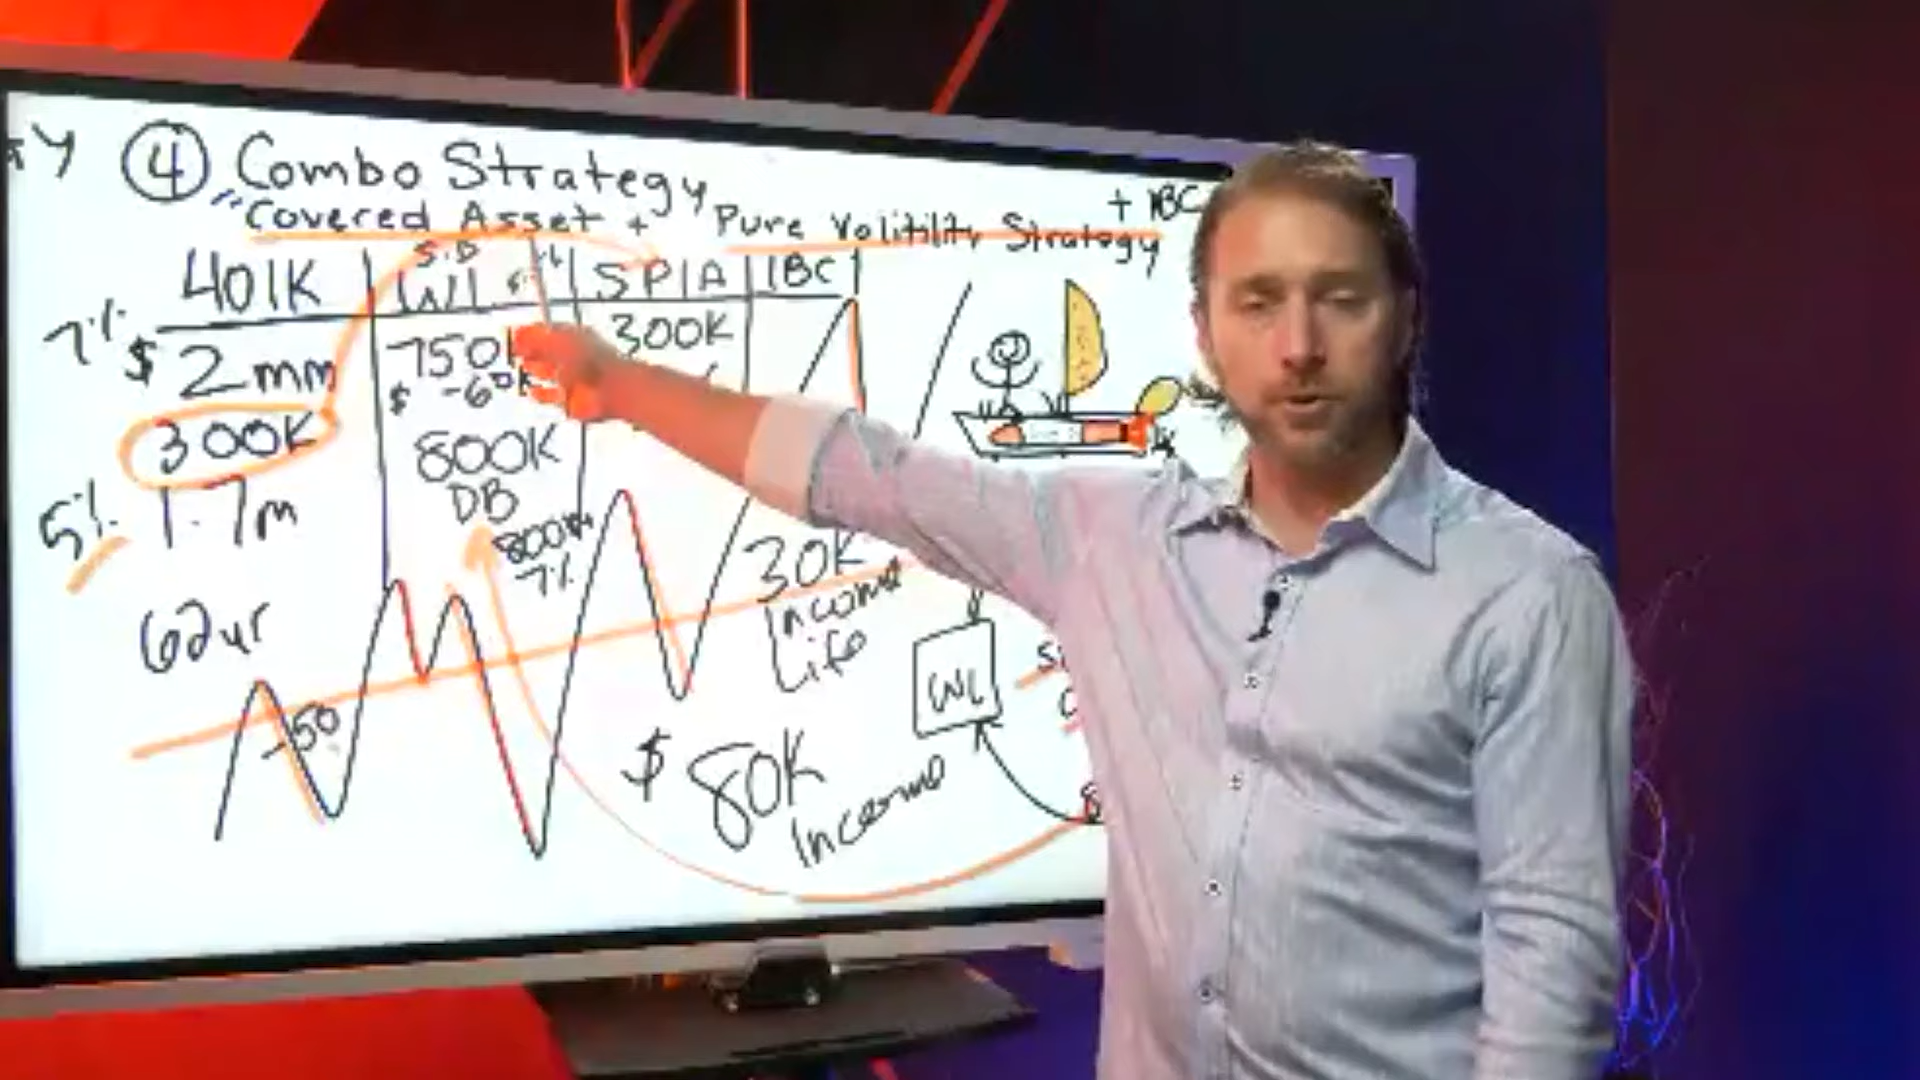 ④ Combo Strategy
"Covered Asset + Pure Volitility Strategy
+ IBC
401K
S.D
WL
SPIA
IBC
7%
$ 2mm
300K
5%
1.7m
62yr
750K
$ -60K
800K
DB
800K
7%
300K
-50
30K
Income
Life
$ 80K
Income
WL